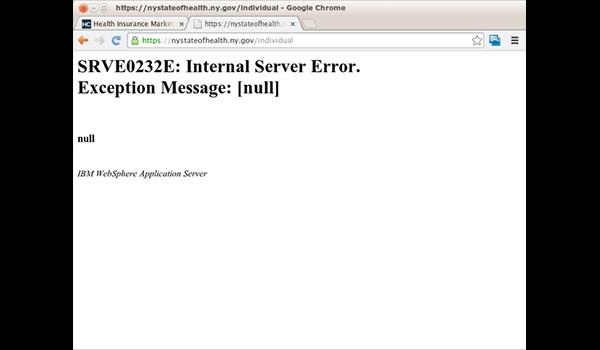 https://nystateofhealth.ny.gov/individual - Google Chrome
HC Health Insurance Market
https://nystateofhealth.n
https://nystateofhealth.ny.gov/individual
SRVE0232E: Internal Server Error.
Exception Message: [null]
null
IBM WebSphere Application Server